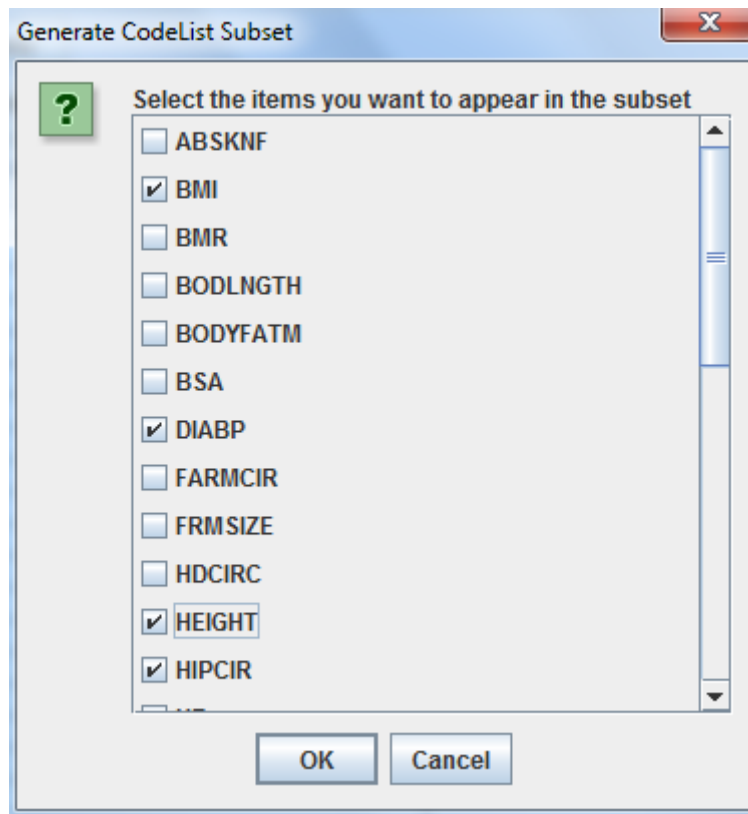 Generate CodeList Subset
Select the items you want to appear in the subset
ABSKNF
BMI
BMR
BODLNGTH
BODYFATM
BSA
DIABP
FARMCIR
FRMSIZE
HDCIRC
HEIGHT
HIPCIR
OK Cancel